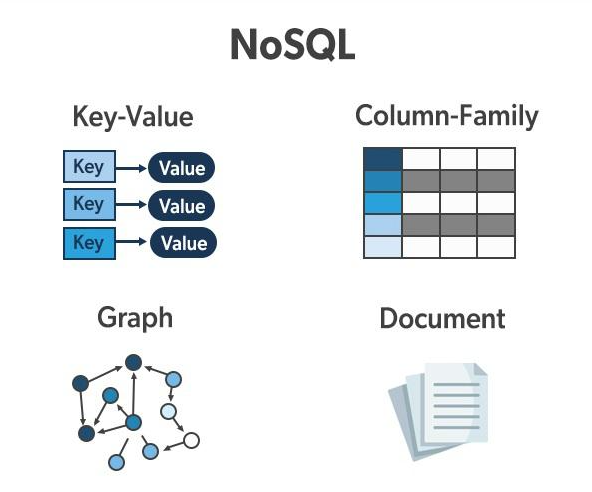 NoSQL
Key-Value
Key Value
Key Value
Key Value
Column-Family
Graph
Document